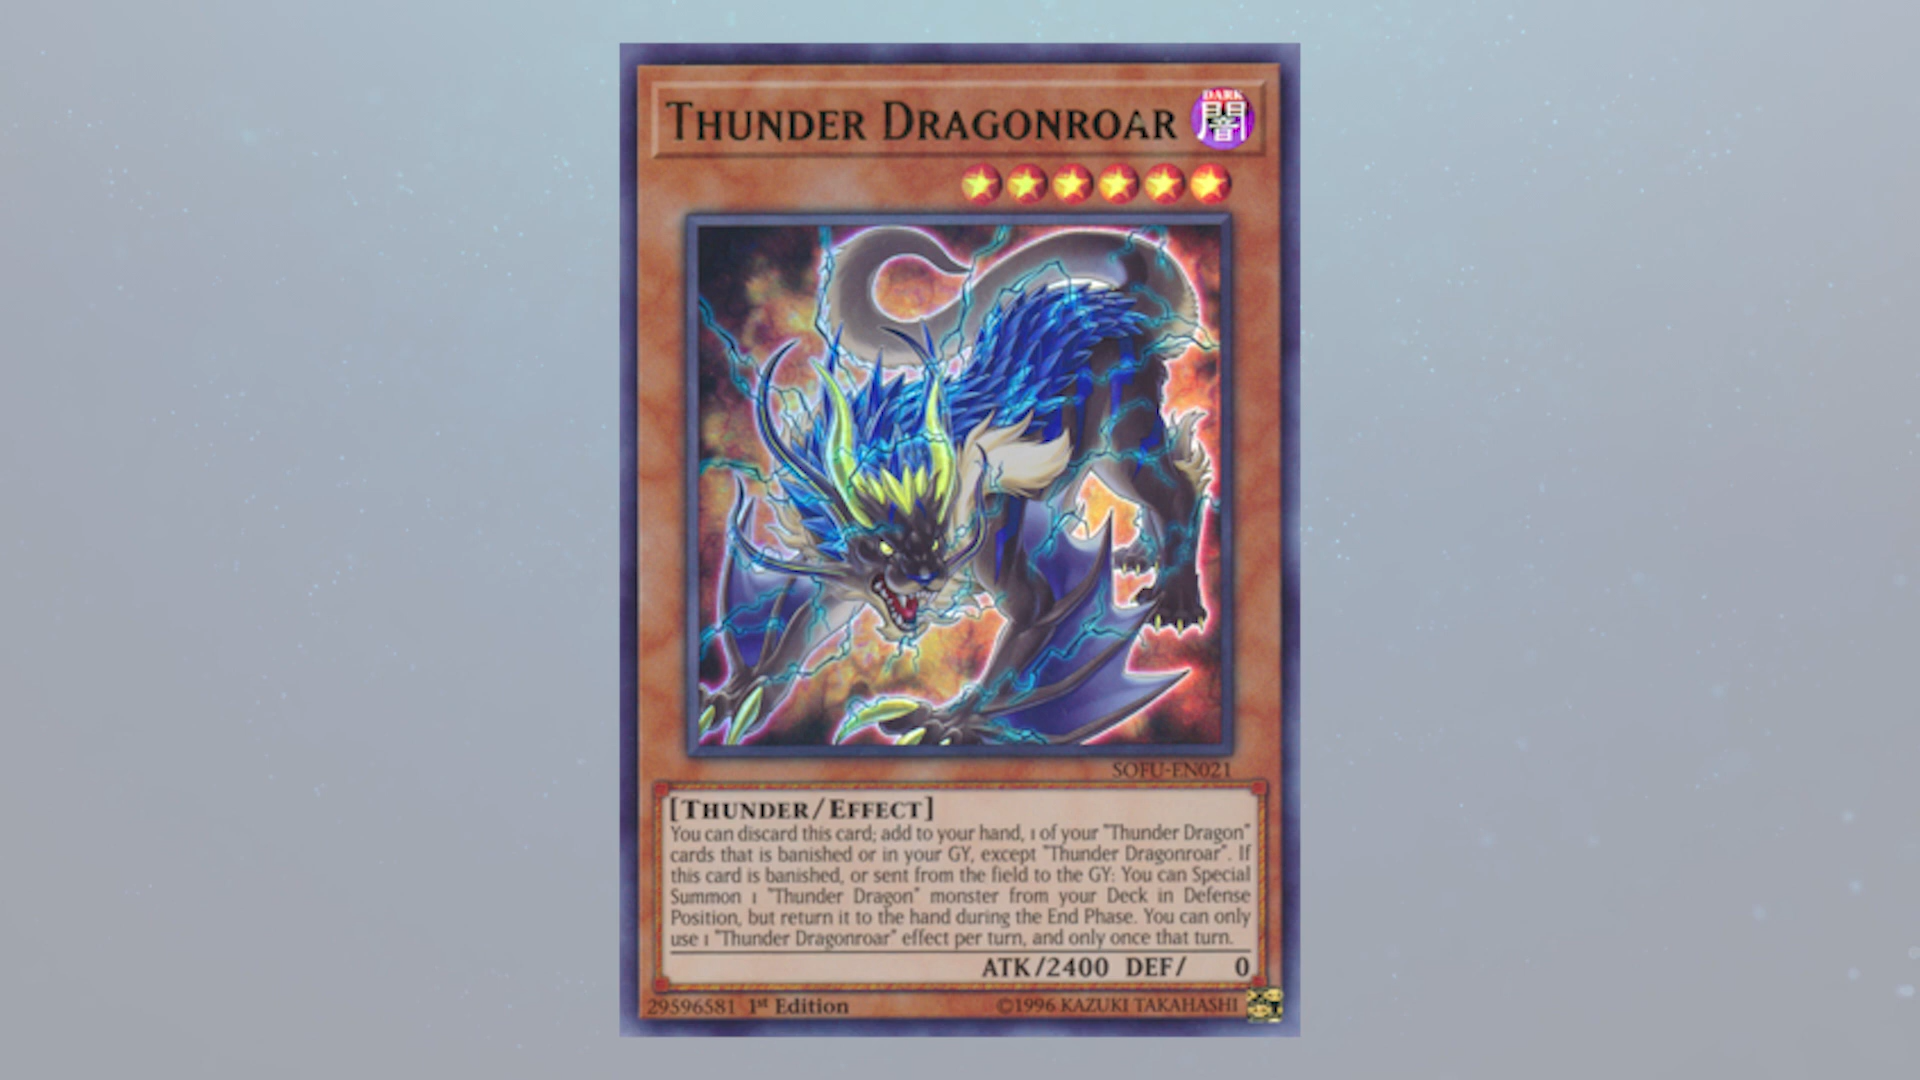 THUNDER DRAGONROAR
DARK
闇
SOFU-EN021
[THUNDER/EFFECT]
You can discard this card; add to your hand, 1 of your "Thunder Dragon"
cards that is banished or in your GY, except "Thunder Dragonroar". If
this card is banished, or sent from the field to the GY: You can Special
Summon 1 "Thunder Dragon" monster from your Deck in Defense
Position, but return it to the hand during the End Phase. You can only
use 1 "Thunder Dragonroar" effect per turn, and only once that turn.
ATK/2400 DEF/ 0
29596581 1st Edition ©1996 KAZUKI TAKAHASHI